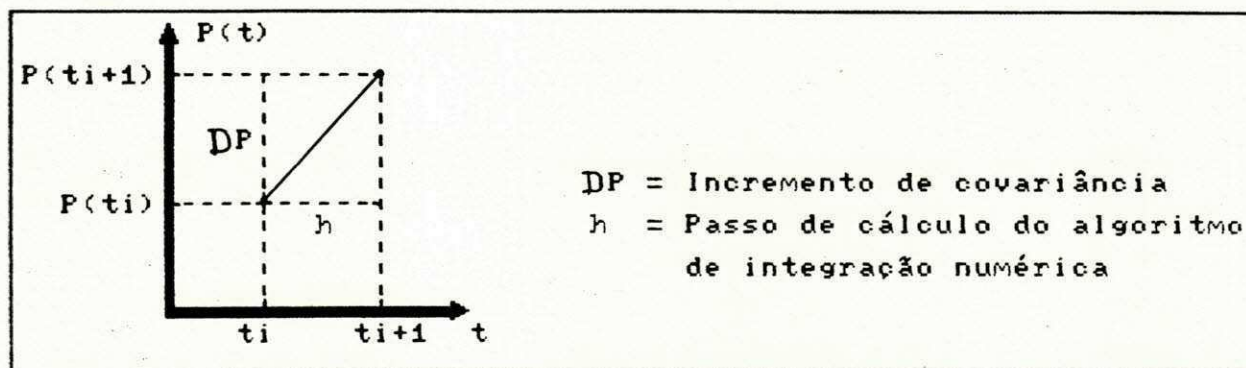 P(t)
P(ti+1)
DP
P(ti)
h
ti
ti+1
t
DP = Incremento de covariância
h = Passo de cálculo do algoritmo
de integração numérica